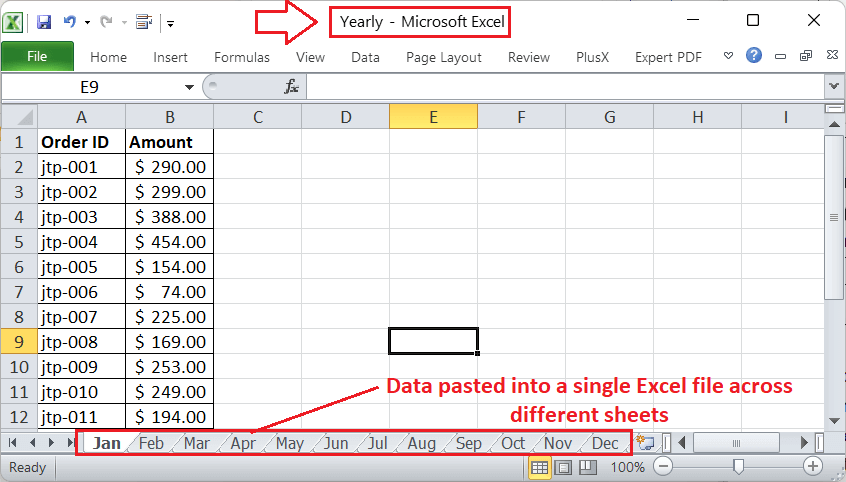 Yearly - Microsoft Excel
File Home Insert Formulas View Data Page Layout Review PlusX Expert PDF
E9 fx
A B C D E F G H I
1 Order ID Amount
2 jtp-001 $ 290.00
3 jtp-002 $ 299.00
4 jtp-003 $ 388.00
5 jtp-004 $ 454.00
6 jtp-005 $ 154.00
7 jtp-006 $ 74.00
8 jtp-007 $ 225.00
9 jtp-008 $ 169.00
10 jtp-009 $ 253.00
11 jtp-010 $ 249.00
12 jtp-011 $ 194.00
Data pasted into a single Excel file across
different sheets
Jan Feb Mar Apr May Jun Jul Aug Sep Oct Nov Dec
Ready 100%